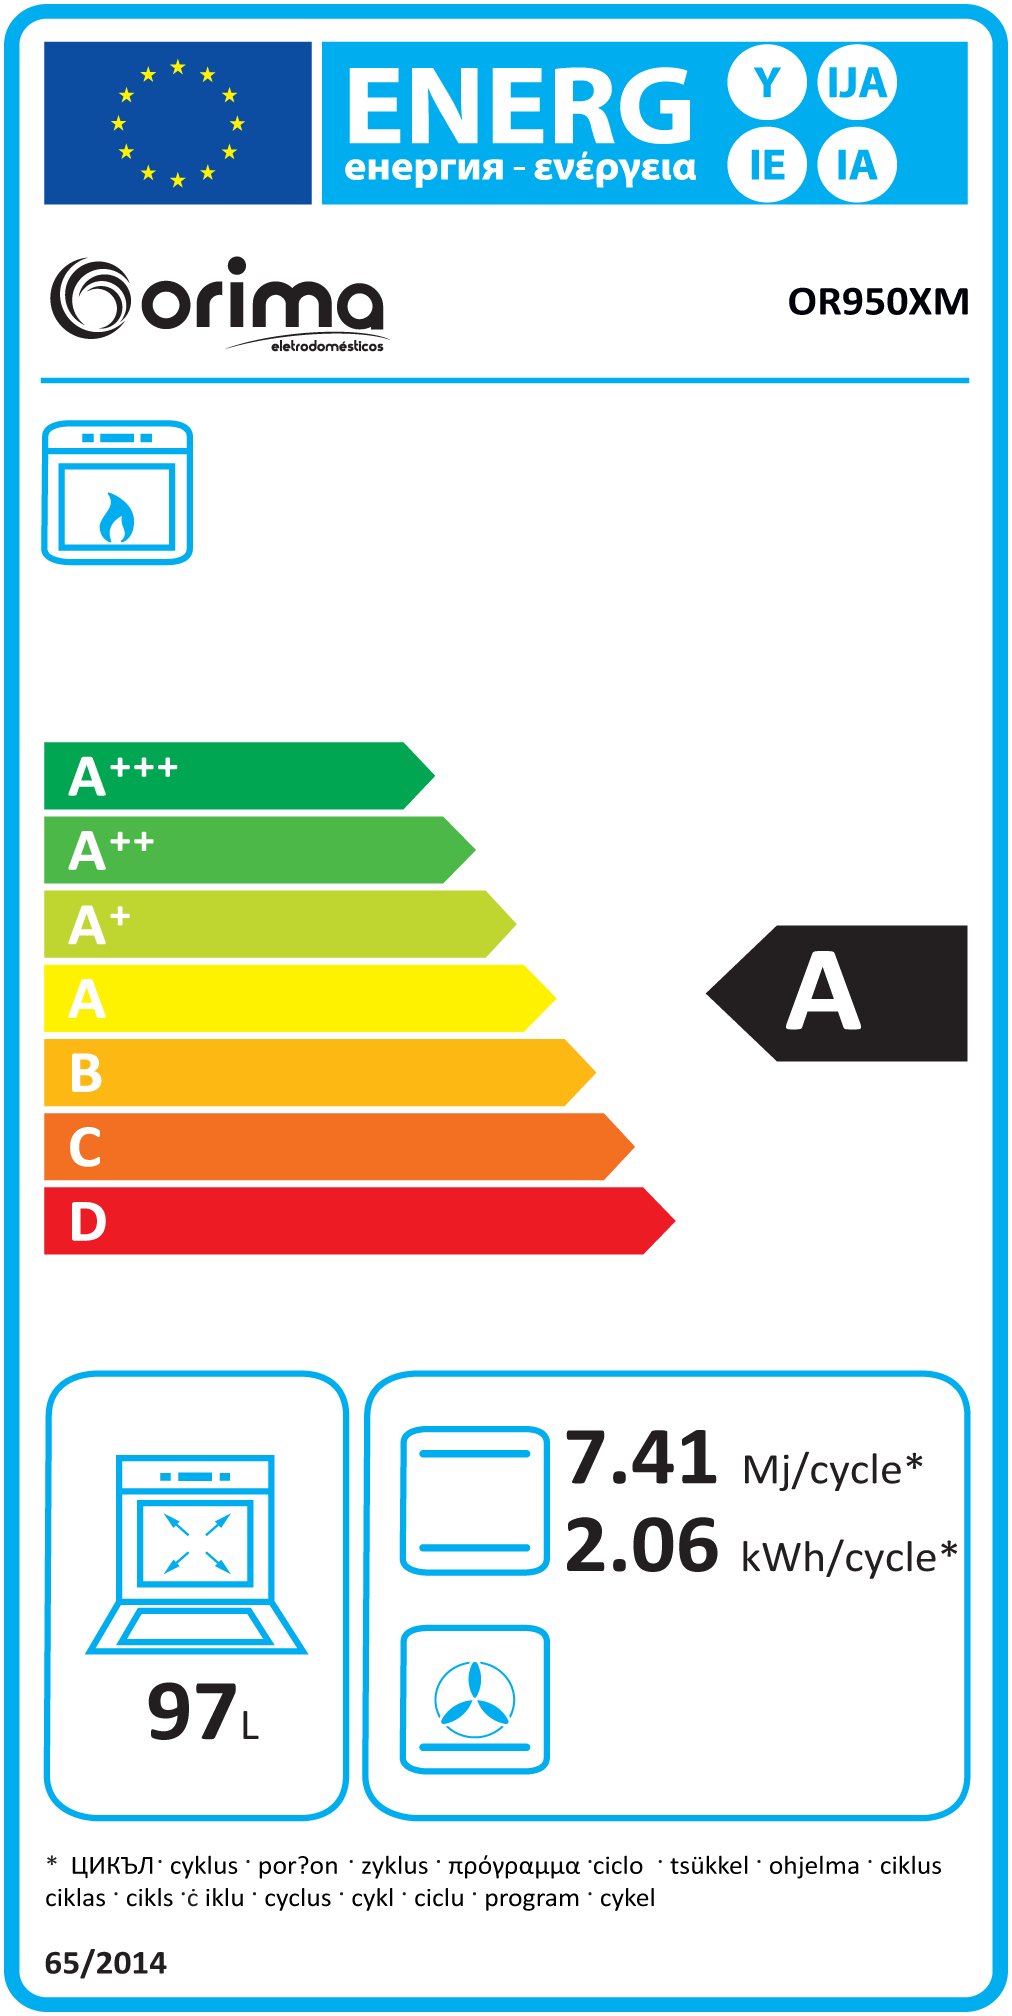 ENERG
енергия - ενέργεια
Y
IJA
IE
IA
orima
eletrodomésticos
OR950XM
A+++
A++
A+
A
B
C
D
A
7.41 Mj/cycle*
2.06 kWh/cycle*
97L
* ЦИКЪЛ · cyklus · por?on · zyklus · πρόγραμμα ·ciclo · tsükkel · ohjelma · ciklus
ciklas · cikls ·ċ iklu · cyclus · cykl · ciclu · program · cykel
65/2014